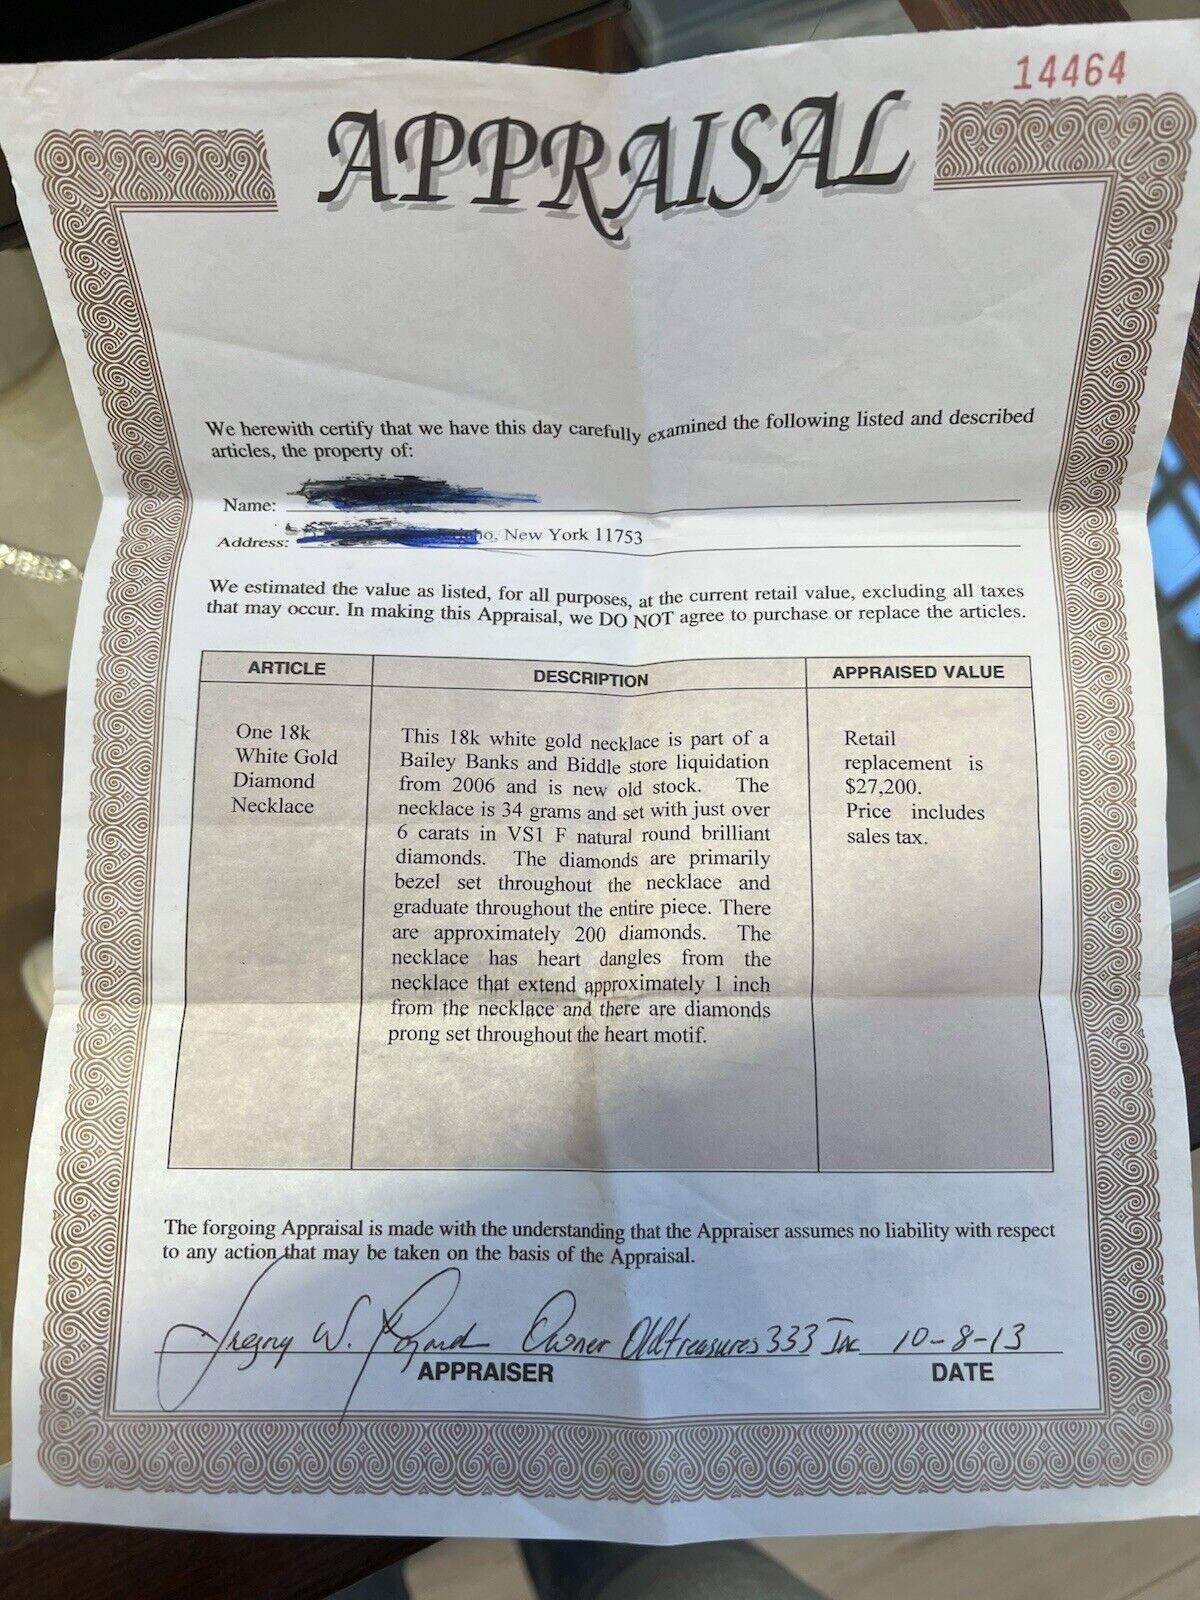 14464
APPRAISAL
We herewith certify that we have this day carefully examined the following listed and described
articles, the property of:
Name:
Address: New York 11753
We estimated the value as listed, for all purposes, at the current retail value, excluding all taxes
that may occur. In making this Appraisal, we DO NOT agree to purchase or replace the articles.
ARTICLE
One 18k
White Gold
Diamond
Necklace
DESCRIPTION
This 18k white gold necklace is part of a
Bailey Banks and Biddle store liquidation
from 2006 and is new old stock. The
necklace is 34 grams and set with just over
6 carats in VS1 F natural round brilliant
diamonds. The diamonds are primarily
bezel set throughout the necklace and
graduate throughout the entire piece. There
are approximately 200 diamonds. The
necklace has heart dangles from the
necklace that extend approximately 1 inch
from the necklace and there are diamonds
prong set throughout the heart motif.
APPRAISED VALUE
Retail
replacement is
$27,200.
Price includes
sales tax.
The forgoing Appraisal is made with the understanding that the Appraiser assumes no liability with respect
to any action that may be taken on the basis of the Appraisal.
W. Owner Oldtreasures333 Inc 10-8-13
APPRAISER
DATE